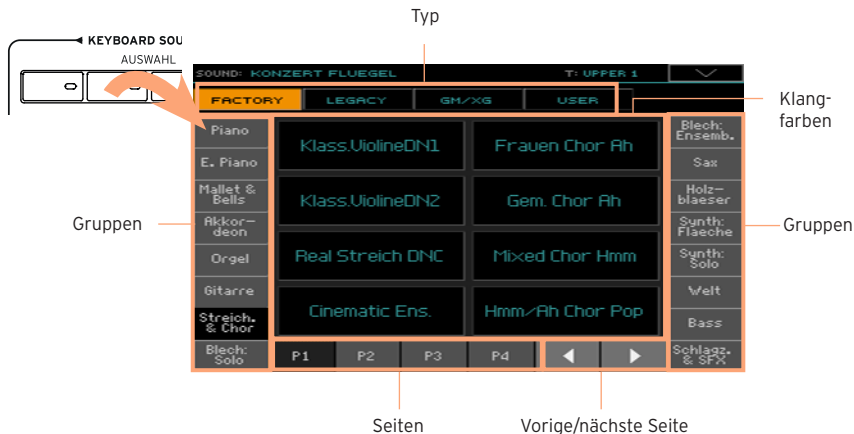 Typ
KEYBOARD SOU
AUSWAHL
SOUND: KONZERT FLUEGEL
T: UPPER 1
FACTORY
LEGACY
GM/XG
USER
Klang-
farben
Piano
E. Piano
Mallet &
Bells
Akkor-
deon
Orgel
Gitarre
Streich.
& Chor
Blech:
Solo
Gruppen
Klass.ViolineDN1
Frauen Chor Ah
Klass.ViolineDN2
Gem. Chor Ah
Real Streich DNC
Mixed Chor Hmm
Cinematic Ens.
Hmm/Ah Chor Pop
Blech:
Ensemb.
Sax
Holz-
blaeser
Synth:
Flaeche
Synth:
Solo
Welt
Bass
Schlagz.
& SFX
Gruppen
P1
P2
P3
P4
Seiten
Vorige/nächste Seite